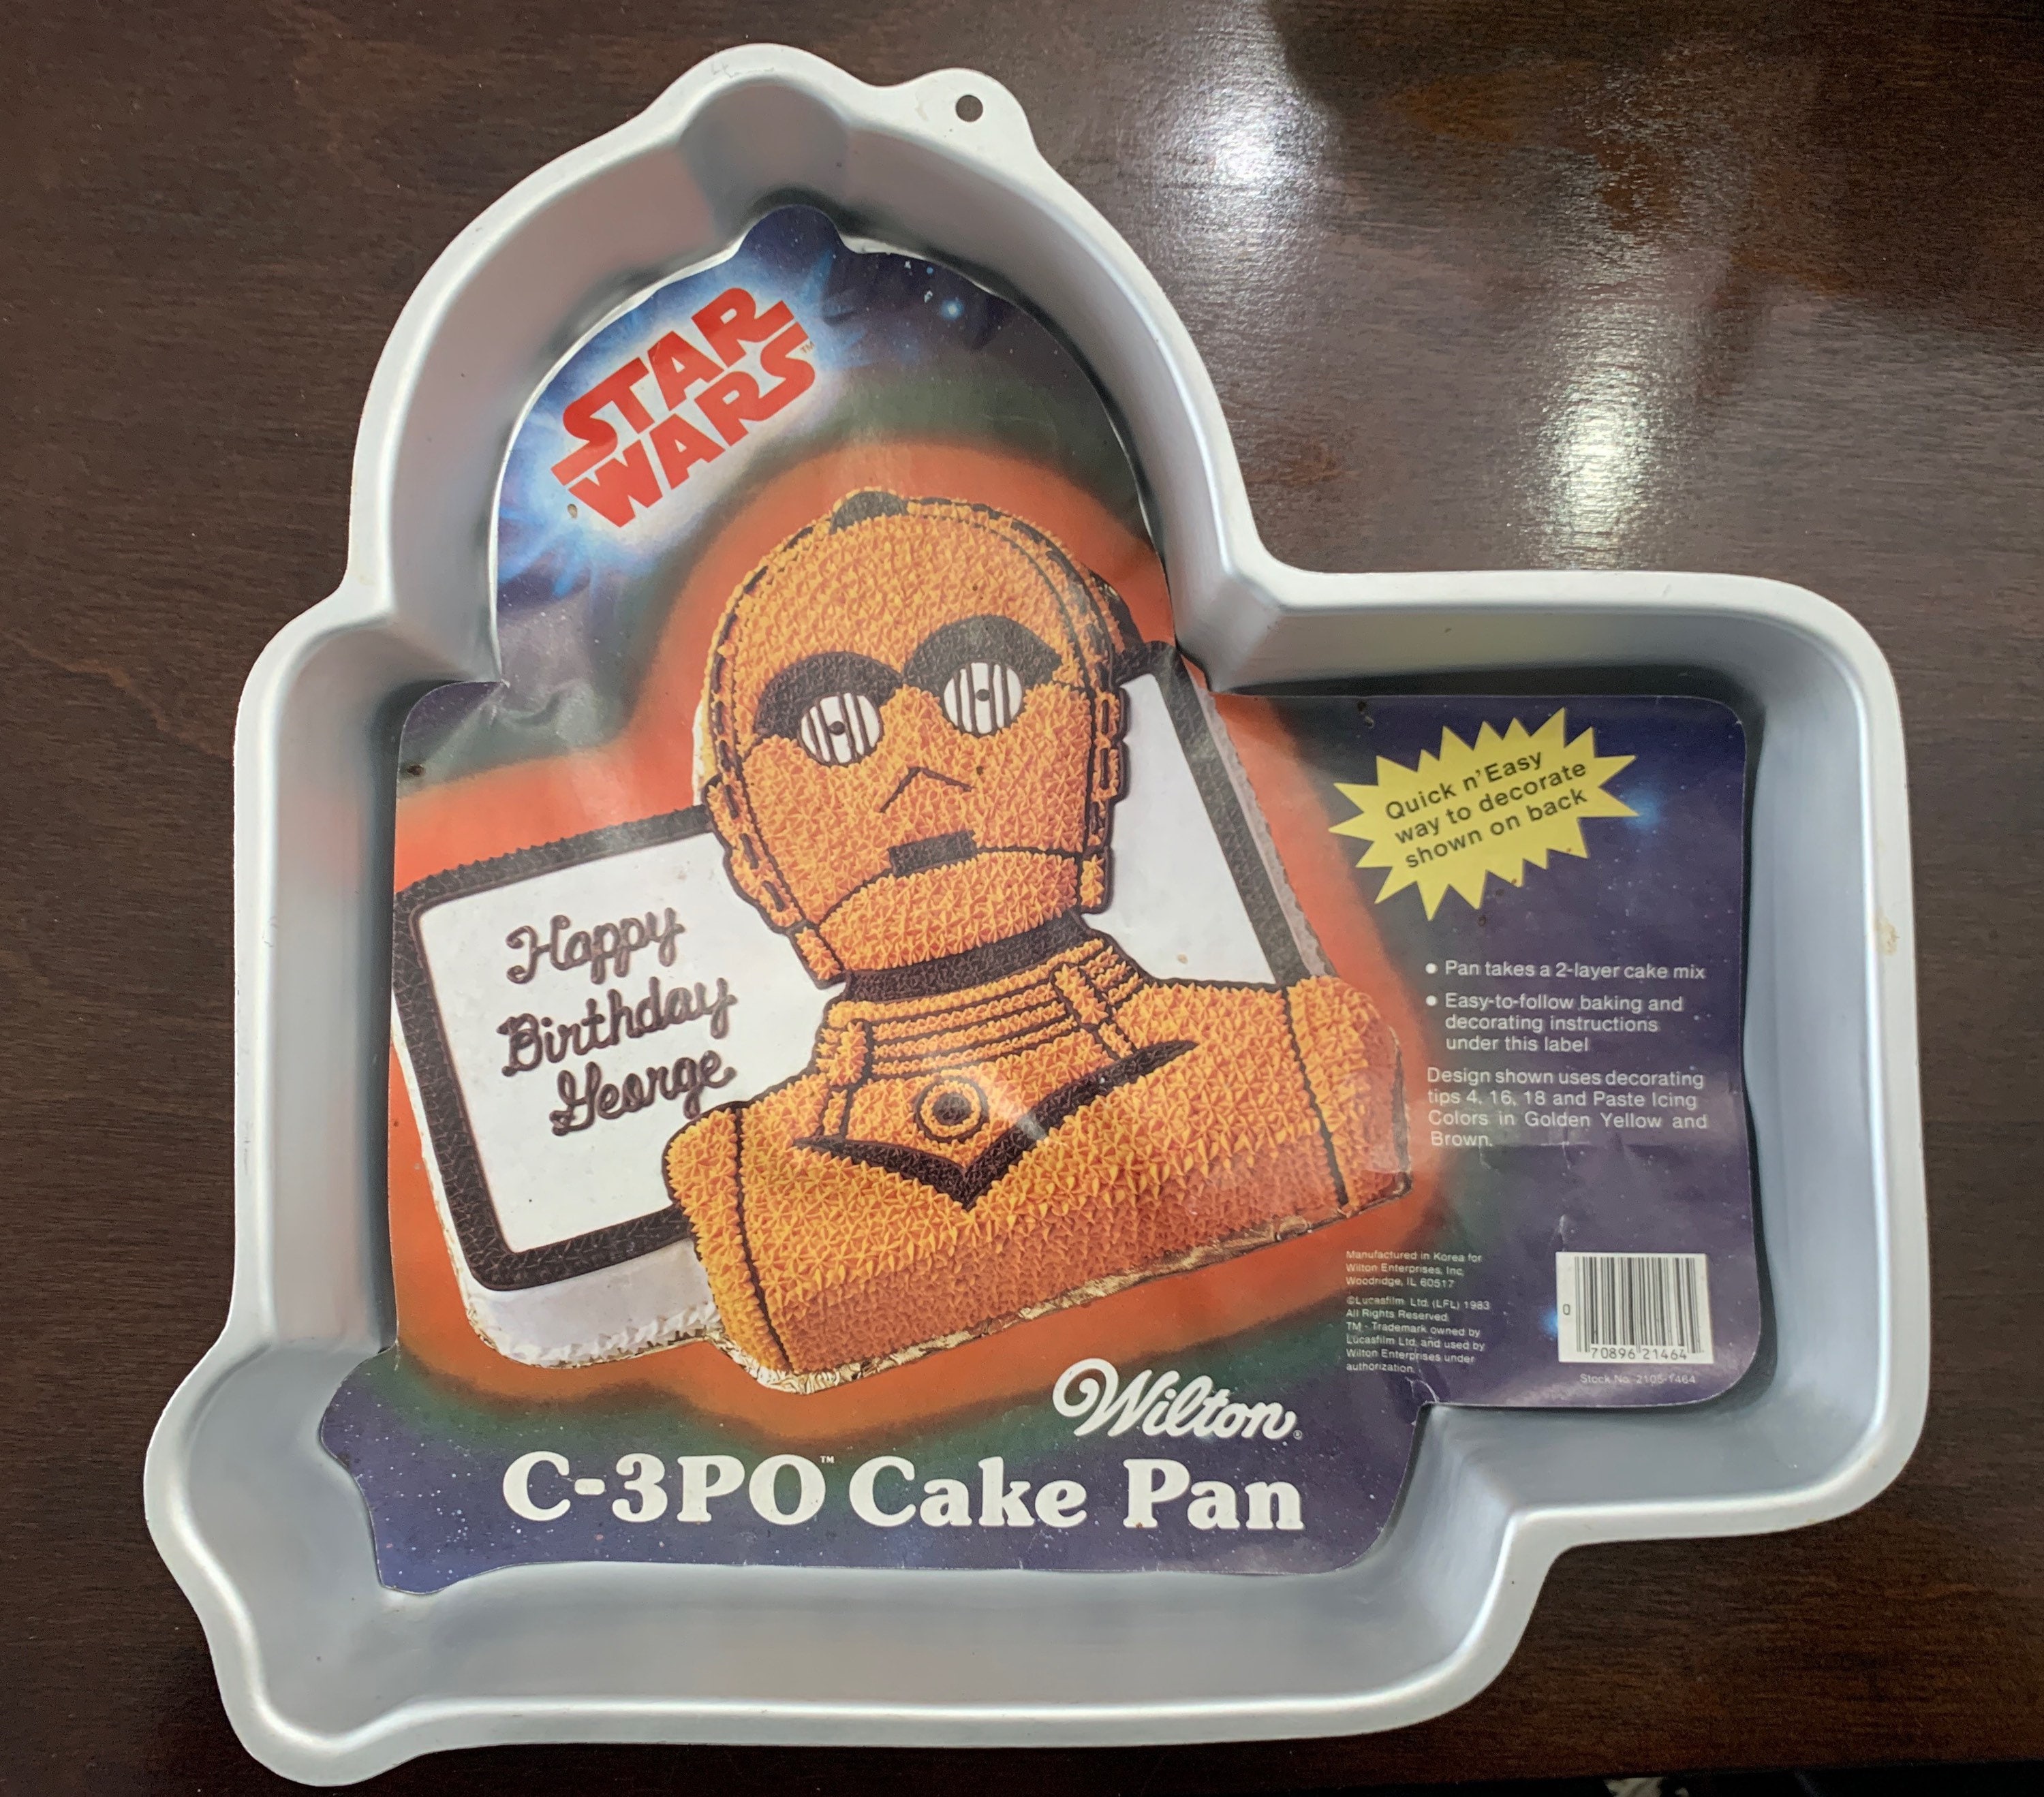 STAR
WARS™
Happy
Birthday
George
Quick n' Easy
way to decorate
shown on back
• Pan takes a 2-layer cake mix
• Easy-to-follow baking and
decorating instructions
under this label
Design shown uses decorating
tips 4, 16, 18 and Paste Icing
Colors in Golden Yellow and
Brown.
Manufactured in Korea for
Wilton Enterprises, Inc.
Woodridge, IL 60517
©Lucasfilm Ltd. (LFL) 1983
All Rights Reserved.
TM - Trademark owned by
Lucasfilm Ltd. and used by
Wilton Enterprises under
authorization.
0 70896 21464
Stock No. 2105-1464
Wilton®
C-3PO™ Cake Pan